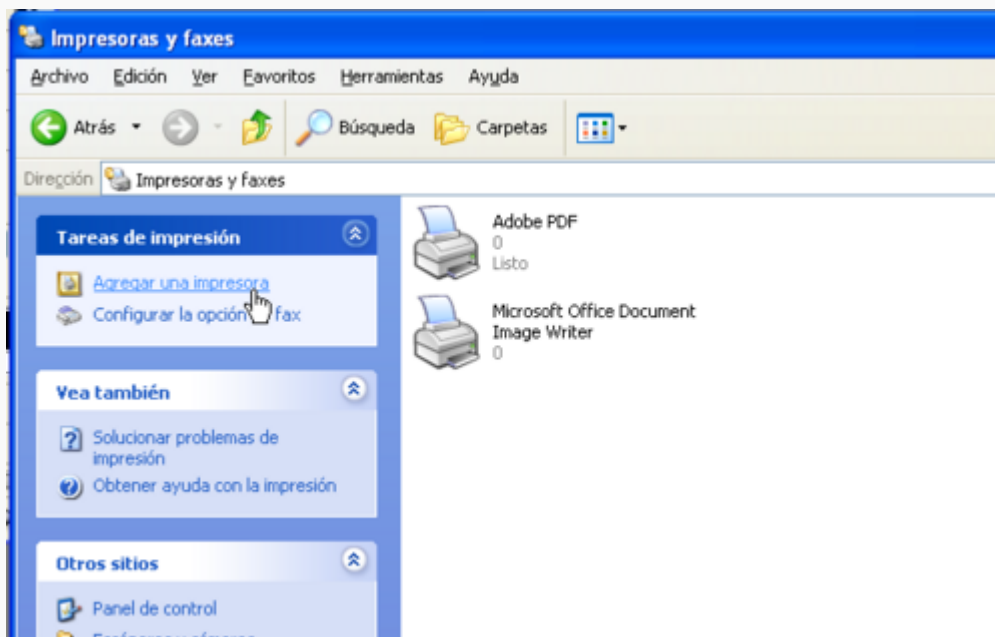 Impresoras y faxes
Archivo Edición Ver Favoritos Herramientas Ayuda
Atrás Búsqueda Carpetas
Dirección Impresoras y faxes
Tareas de impresión
Agregar una impresora
Configurar la opción fax
Vea también
Solucionar problemas de
impresión
Obtener ayuda con la impresión
Otros sitios
Panel de control
Adobe PDF
0
Listo
Microsoft Office Document
Image Writer
0